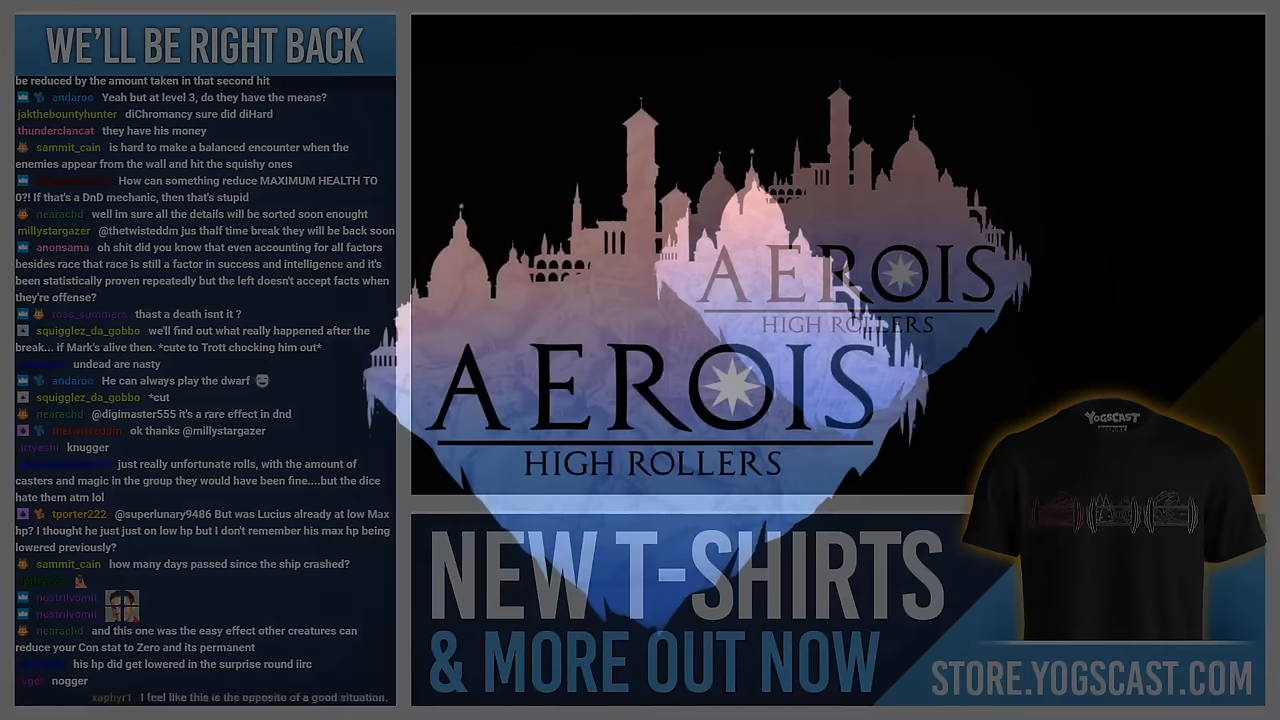 WE'LL BE RIGHT BACK
be reduced by the amount taken in that second hit
andaroo Yeah but at level 3, do they have the means?
jakthebountyhunter diChromancy sure did diHard
thunderclancat they have his money
sammit_cain is hard to make a balanced encounter when the
enemies appear from the wall and hit the squishy ones
How can something reduce MAXIMUM HEALTH TO
0?! If that's a DnD mechanic, then that's stupid
nearachd well im sure all the details will be sorted soon enought
millystargazer @thetwisteddm jus thalf time break they will be back soon
anonsama oh shit did you know that even accounting for all factors
besides race that race is still a factor in success and intelligence and it's
been statistically proven repeatedly but the left doesn't accept facts when
they're offense?
ross_summers thast a death isnt it ?
squigglez_da_gobbo we'll find out what really happened after the
break... if Mark's alive then. *cute to Trott chocking him out*
undead are nasty
andaroo He can always play the dwarf
squigglez_da_gobbo *cut
nearachd @digimaster555 it's a rare effect in dnd
thetwisteddm ok thanks @millystargazer
irryeshi knugger
just really unfortunate rolls, with the amount of
casters and magic in the group they would have been fine....but the dice
hate them atm lol
tporter222 @superlunary9486 But was Lucius already at low Max
hp? I thought he just just on low hp but I don't remember his max hp being
lowered previously?
sammit_cain how many days passed since the ship crashed?
nostrilvomit
nostrilvomit
nearachd and this one was the easy effect other creatures can
reduce your Con stat to Zero and its permanent
his hp did get lowered in the surprise round iirc
nogger
xaphyr1 I feel like this is the opposite of a good situation.
AEROIS
HIGH ROLLERS
AEROIS
HIGH ROLLERS
YOGSCAST
NEW T-SHIRTS
& MORE OUT NOW
STORE.YOGSCAST.COM